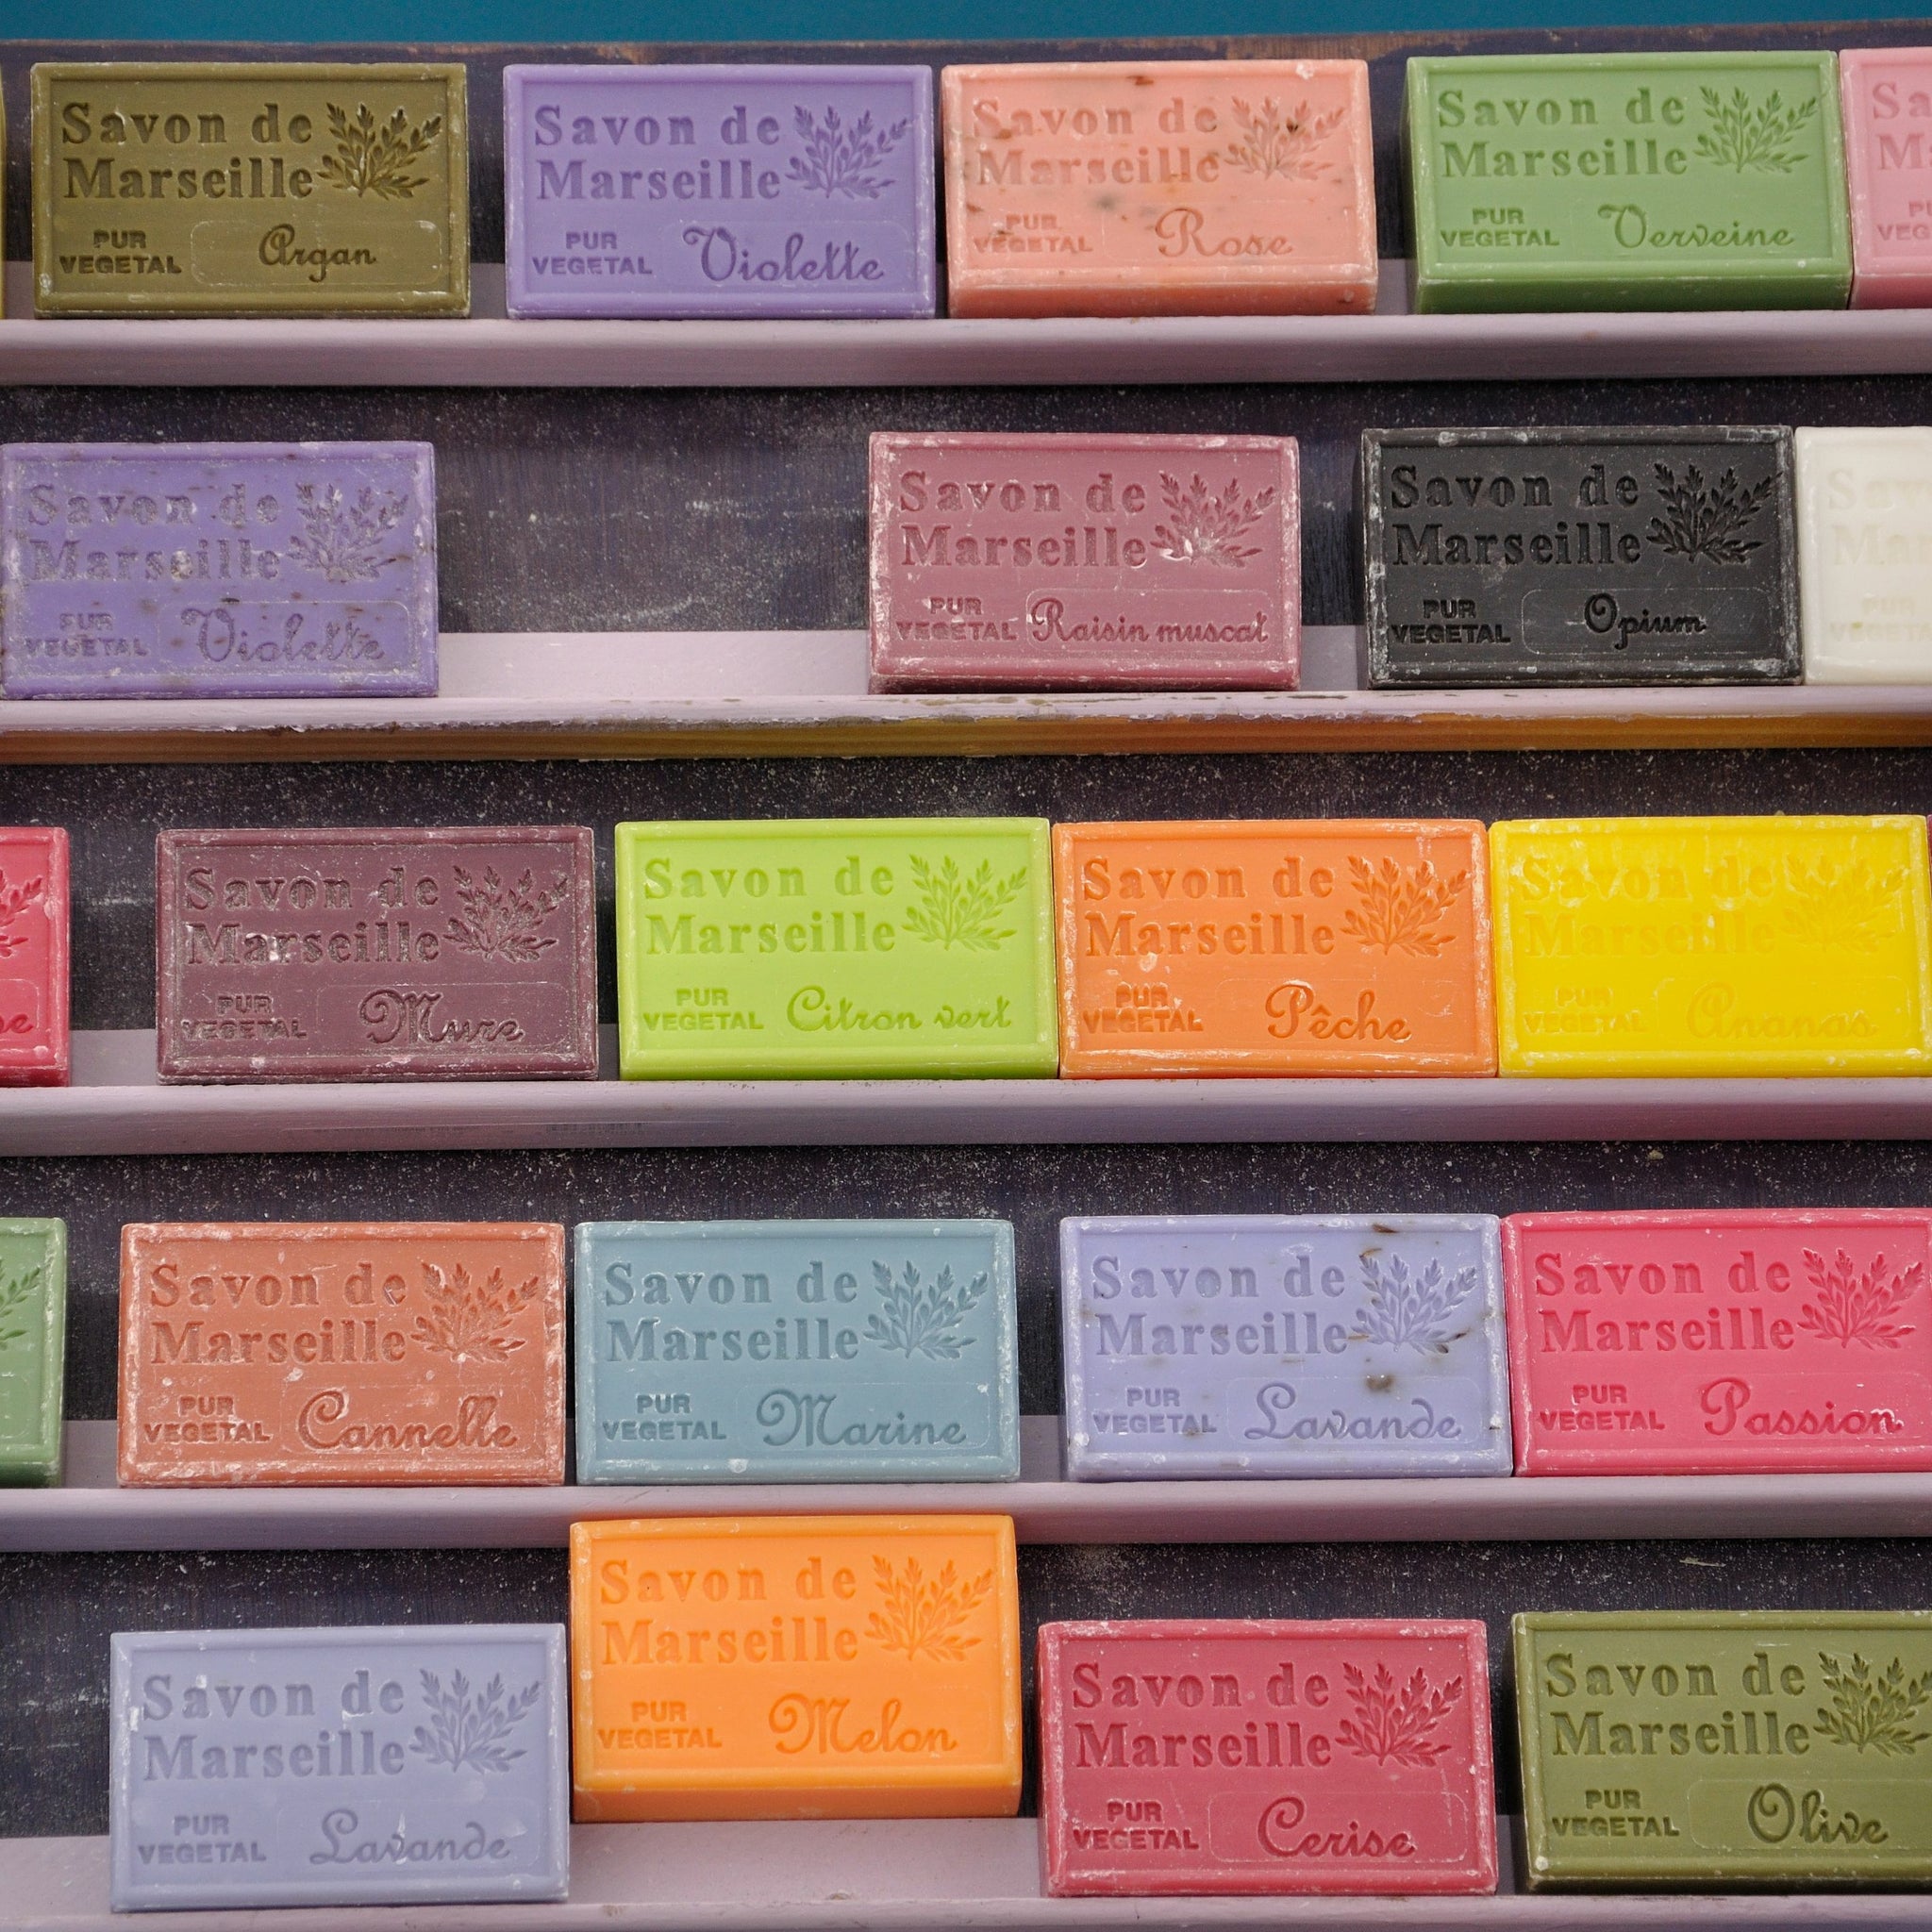 Savon de
Marseille
PUR
VEGETAL
Argan
Savon de
Marseille
PUR
VEGETAL
Violette
Savon de
Marseille
PUR
VEGETAL
Rose
Savon de
Marseille
PUR
VEGETAL
Verveine
Savon de
Marseille
PUR
VEGETAL
Violette
Savon de
Marseille
PUR
VEGETAL
Raisin muscat
Savon de
Marseille
PUR
VEGETAL
Opium
PUR
Savon de
Marseille
PUR
VEGETAL
Mure
Savon de
Marseille
PUR
VEGETAL
Citron vert
Savon de
Marseille
PUR
VEGETAL
Pêche
Savon de
Marseille
PUR
VEGETAL
Ananas
Savon de
Marseille
PUR
VEGETAL
Cannelle
Savon de
Marseille
PUR
VEGETAL
Marine
Savon de
Marseille
PUR
VEGETAL
Lavande
Savon de
Marseille
PUR
VEGETAL
Passion
Savon de
Marseille
PUR
VEGETAL
Lavande
Savon de
Marseille
PUR
VEGETAL
Melon
Savon de
Marseille
PUR
VEGETAL
Cerise
Savon de
Marseille
PUR
VEGETAL
Olive